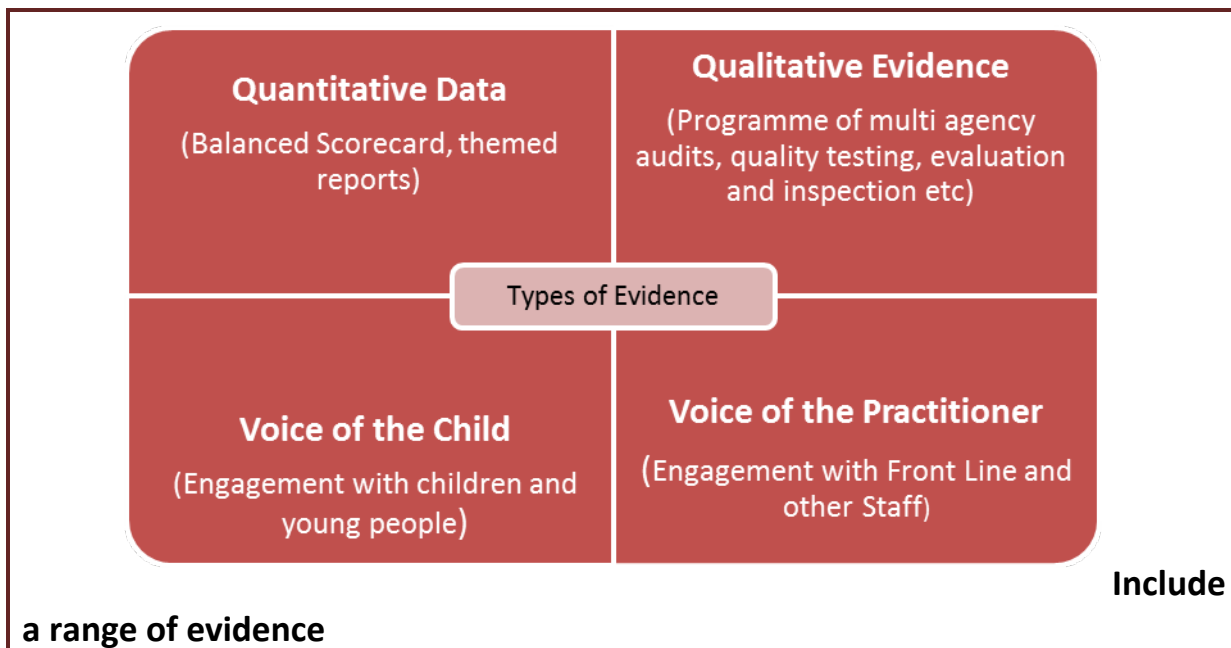 Quantitative Data
(Balanced Scorecard, themed
reports)
Qualitative Evidence
(Programme of multi agency
audits, quality testing, evaluation
and inspection etc)
Types of Evidence
Voice of the Child
(Engagement with children and
young people)
Voice of the Practitioner
(Engagement with Front Line and
other Staff)
Include
a range of evidence